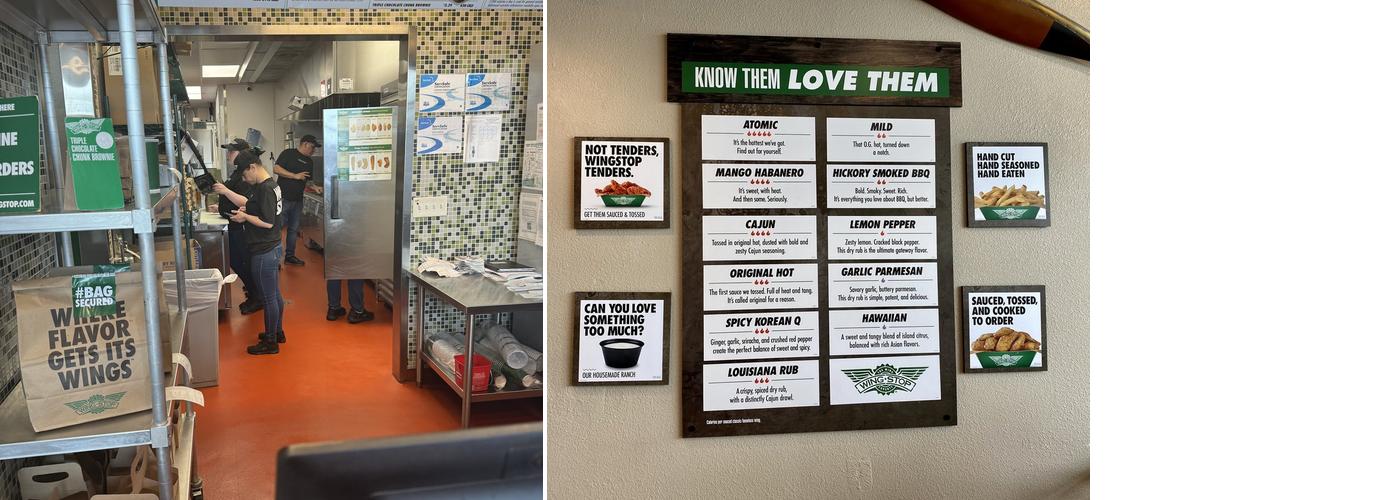 TRIPLE CHOCOLATE CHUNK BROWNIE
HERE
TRIPLE
CHOCOLATE
CHUNK BROWNIE
#BAG
SECURED
FLAVOR
GETS ITS
WINGS
KNOW THEM LOVE THEM
NOT TENDERS,
WINGSTOP
TENDERS.
GET THEM SAUCED & TOSSED
CAN YOU LOVE
SOMETHING
TOO MUCH?
OUR HOUSEMADE RANCH
ATOMIC
It's the hottest we've got.
Find out for yourself.
MANGO HABANERO
It's sweet, with heat.
And then some. Seriously.
CAJUN
Tossed in original hot, dusted with bold and
zesty Cajun seasoning.
ORIGINAL HOT
The first sauce we tossed. Full of heat and tang.
It's called original for a reason.
SPICY KOREAN Q
Ginger, garlic, sriracha, and crushed red pepper
create the perfect balance of sweet and spicy.
LOUISIANA RUB
A crispy, spiced dry rub,
with a distinctly Cajun drawl.
MILD
That O.G. hot, turned down
a notch.
HICKORY SMOKED BBQ
Bold. Smoky. Sweet. Rich.
It's everything you love about BBQ, but better.
LEMON PEPPER
Zesty lemon. Cracked black pepper.
This dry rub is the ultimate gateway flavor.
GARLIC PARMESAN
Savory garlic, buttery parmesan.
This dry rub is simple, potent, and delicious.
HAWAIIAN
A sweet and tangy blend of island citrus,
balanced with rich Asian flavors.
WING-STOP
HAND CUT
HAND SEASONED
HAND EATEN
SAUCED, TOSSED,
AND COOKED
TO ORDER